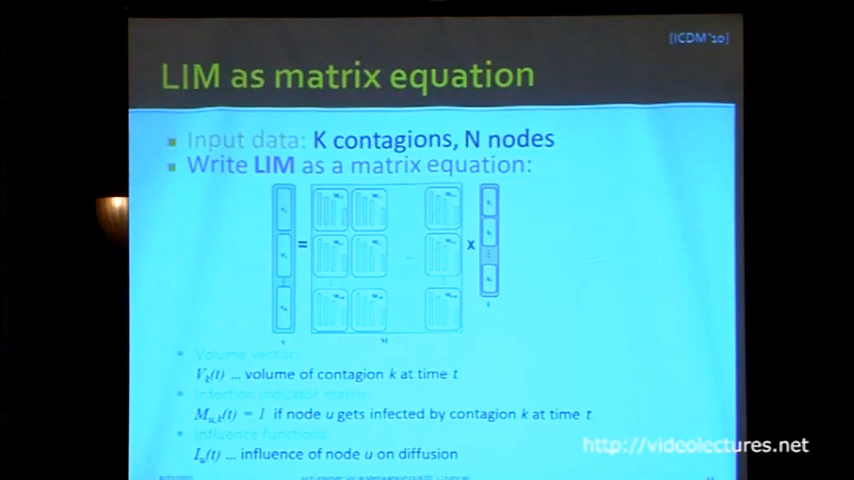 [ICDM '10]
LIM as matrix equation
Input data: K contagions, N nodes
Write LIM as a matrix equation:
= x
Volume vector:
Vk(t) ... volume of contagion k at time t
Infection indicator matrix:
Mu,k(t) = 1 if node u gets infected by contagion k at time t
Influence functions:
Iu(t) ... influence of node u on diffusion
http://videolectures.net